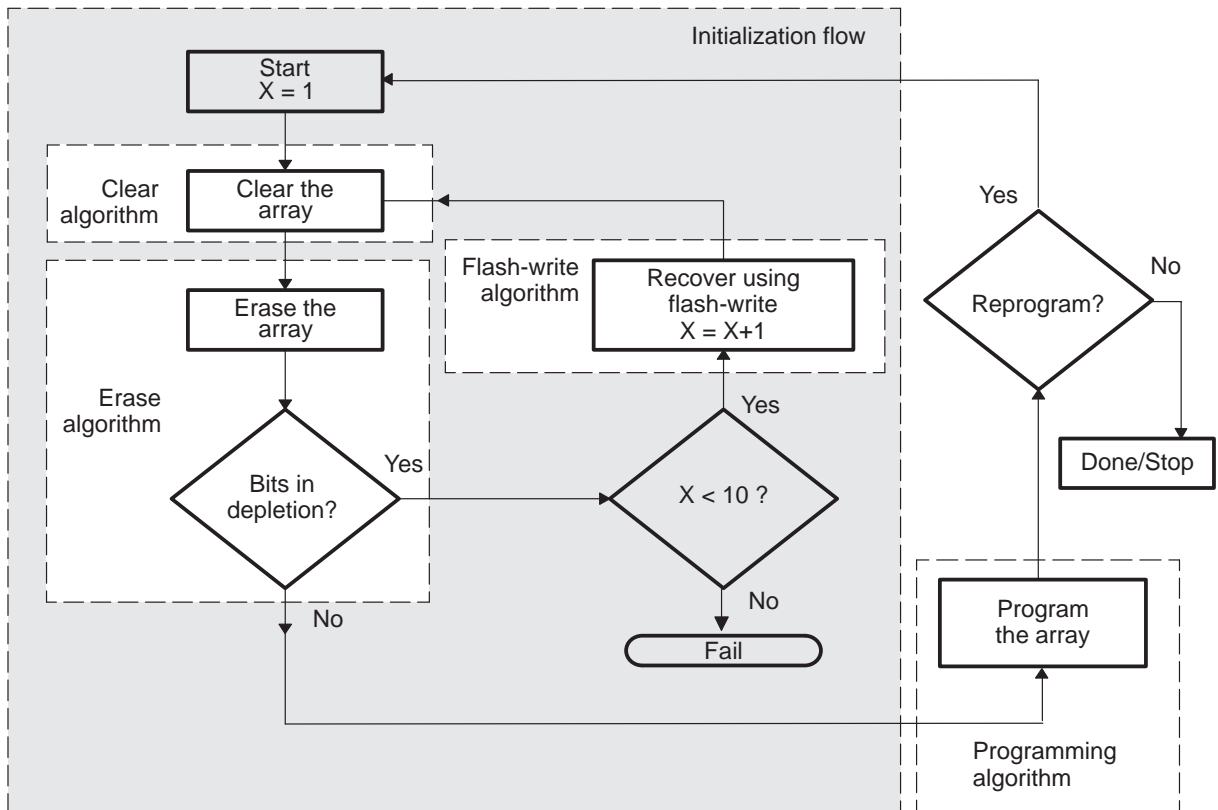 Initialization flow
Start
X = 1
Clear
algorithm
Clear the
array
Flash-write
algorithm
Recover using
flash-write
X = X+1
Erase the
array
Erase
algorithm
Bits in
depletion?
Yes
No
X < 10 ?
Yes
No
Fail
Yes
No
Reprogram?
Done/Stop
Program
the array
Programming
algorithm